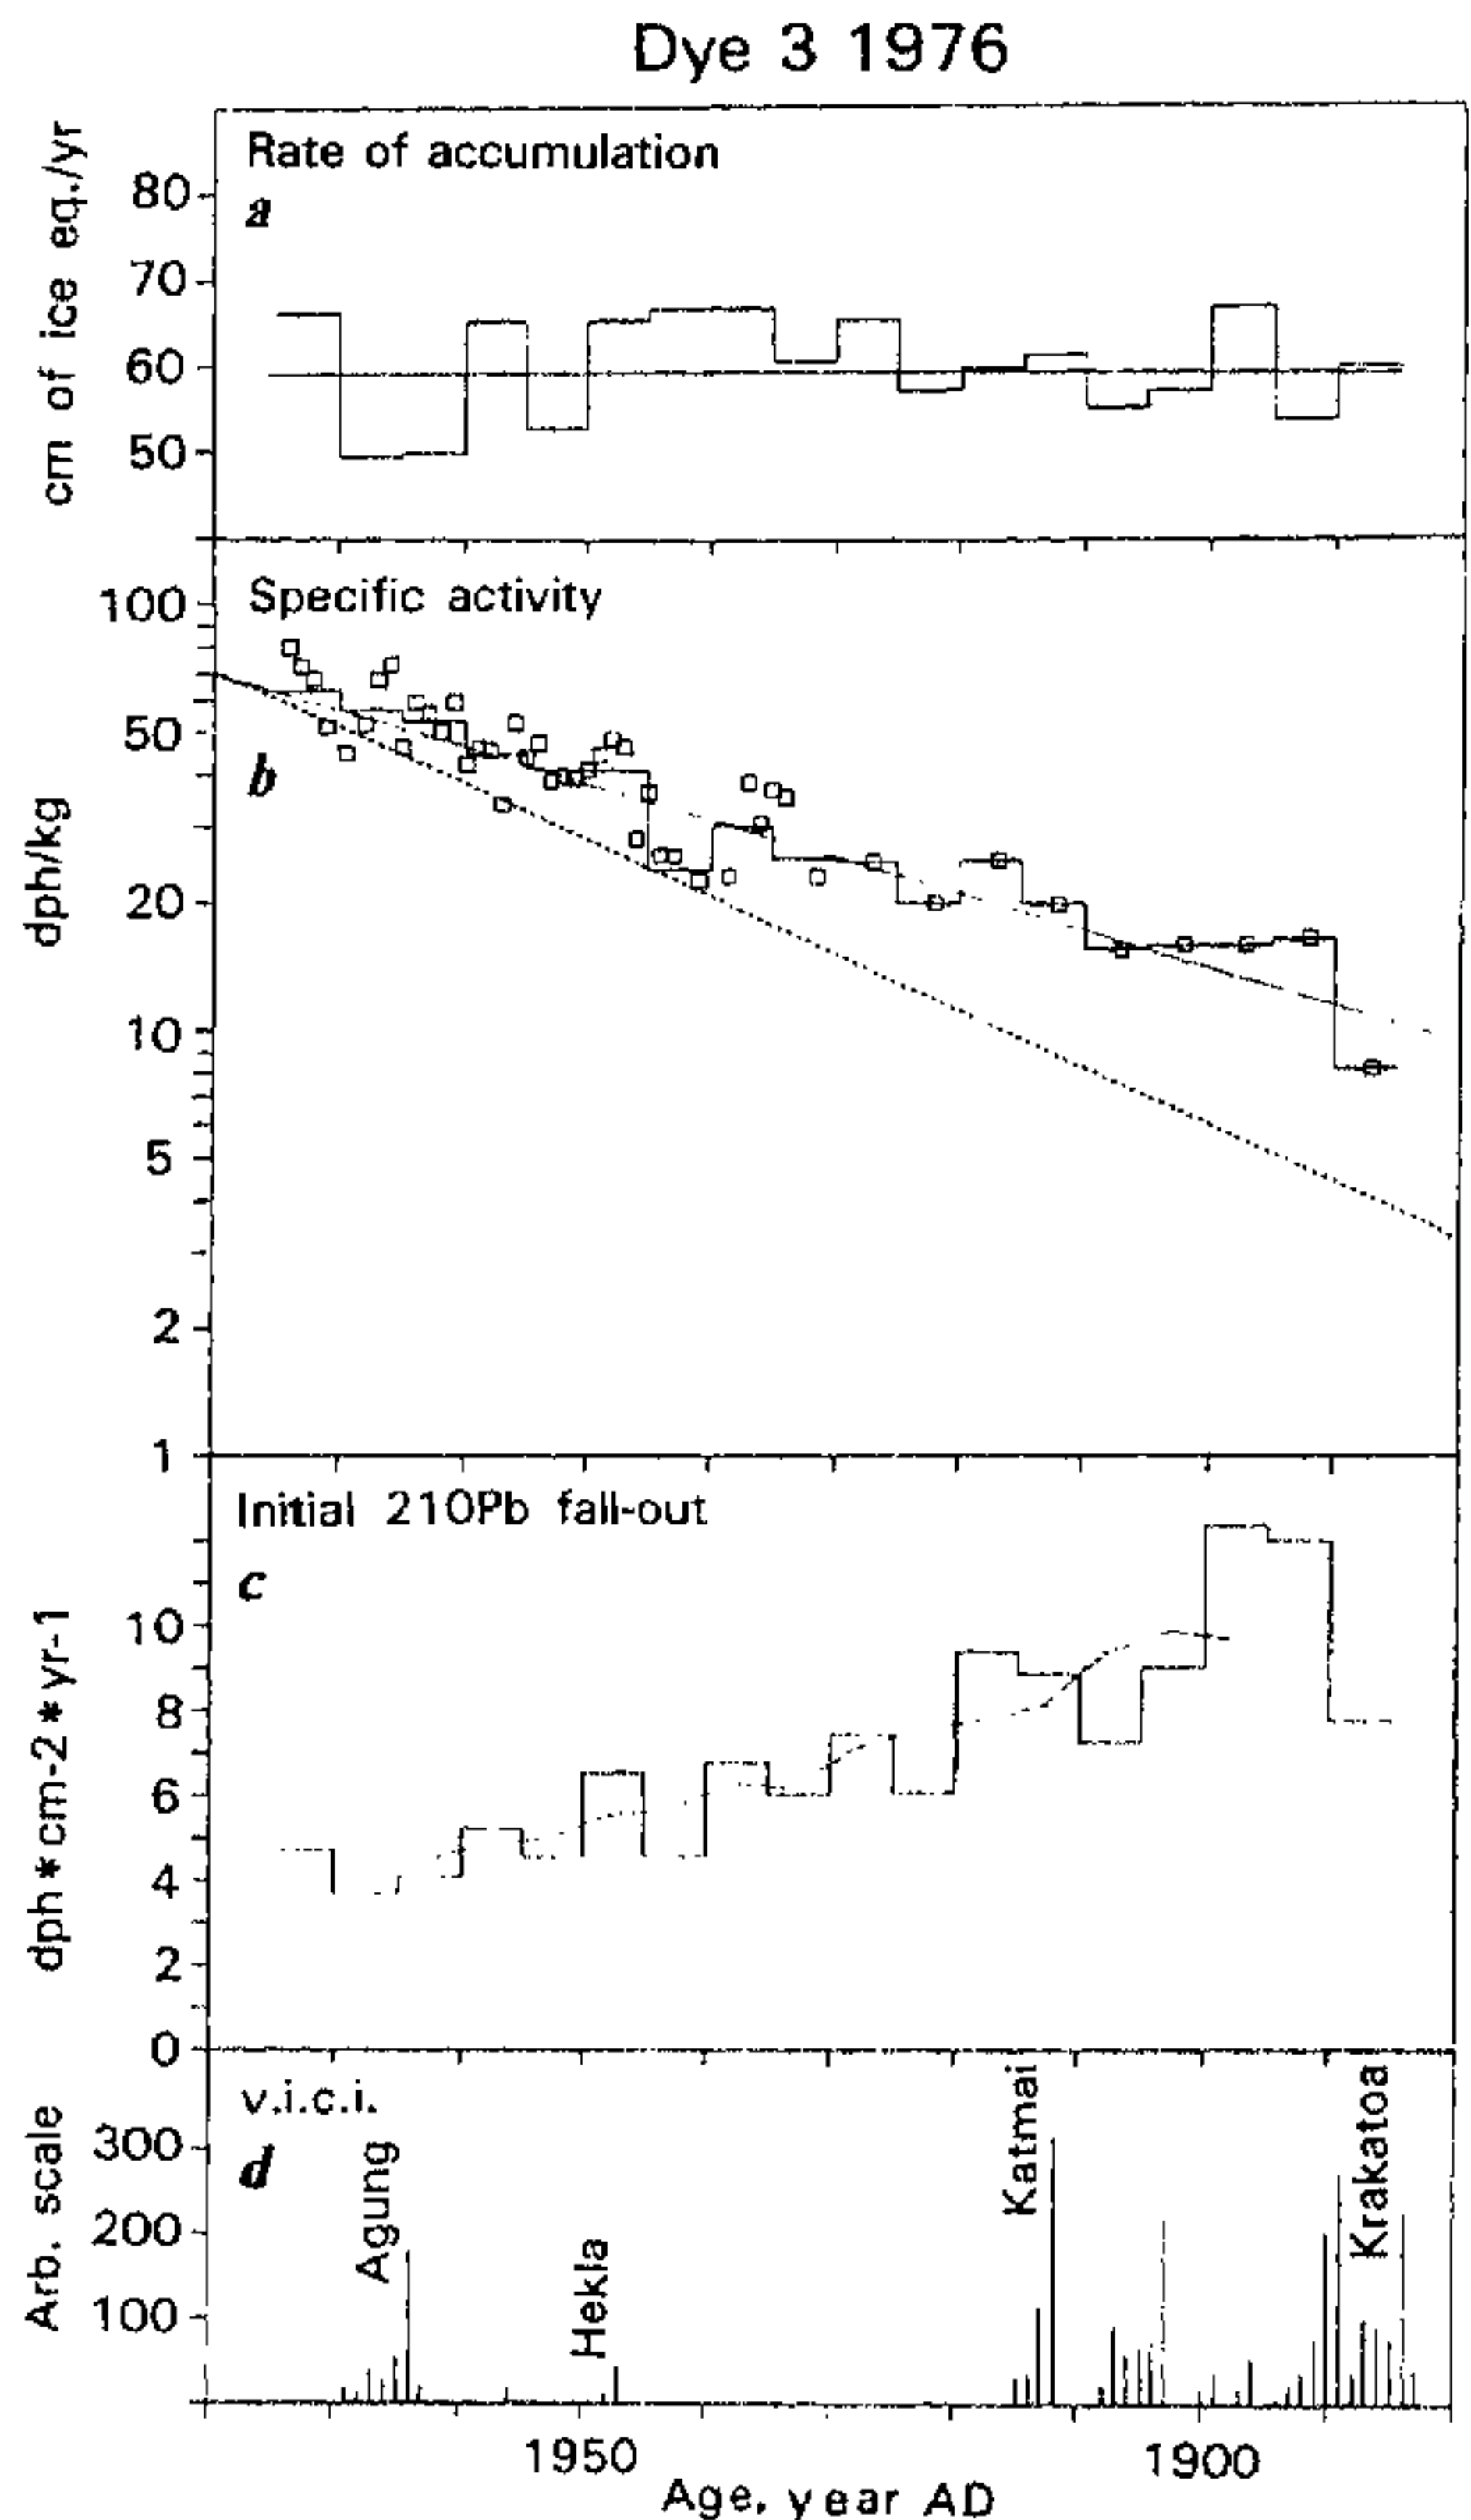 Dye 3 1976
Rate of accumulation
a
80
70
60
50
cm of ice eq./yr
Specific activity
100
50
b
20
10
5
2
1
dph/kg
Initial 210Pb fall-out
c
10
8
6
4
2
0
dph*cm-2*yr-1
v.i.c.i.
d
300
200
100
Arb. scale
Agung
Hekla
Katmai
Krakatoa
1950
1900
Age, year AD